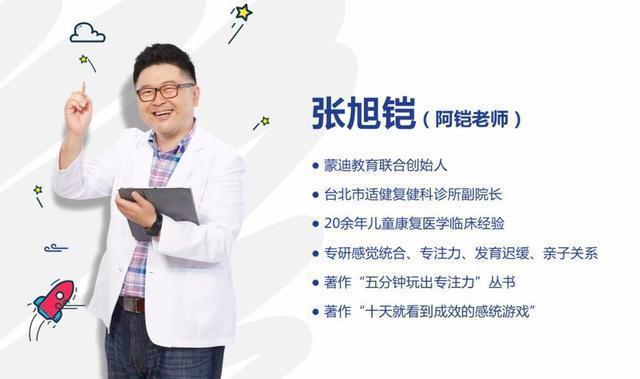 张旭铠（阿铠老师）
● 蒙迪教育联合创始人
● 台北市适健复健科诊所副院长
● 20余年儿童康复医学临床经验
● 专研感觉统合、专注力、发育迟缓、亲子关系
● 著作“五分钟玩出专注力”丛书
● 著作“十天就看到成效的感统游戏”